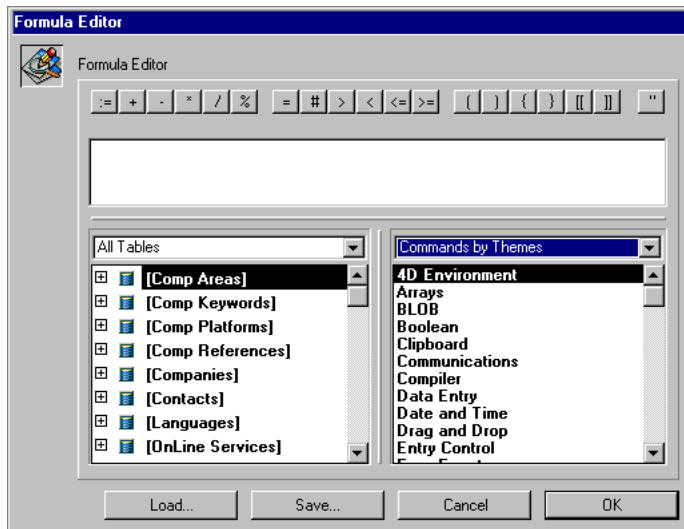 Formula Editor
Formula Editor
:= + - * / % = # > < <= >= ( ) { } [[ ]] "
All Tables
[Comp Areas]
[Comp Keywords]
[Comp Platforms]
[Comp References]
[Companies]
[Contacts]
[Languages]
[OnLine Services]
Commands by Themes
4D Environment
Arrays
BLOB
Boolean
Clipboard
Communications
Compiler
Data Entry
Date and Time
Drag and Drop
Entry Control
Load... Save... Cancel OK